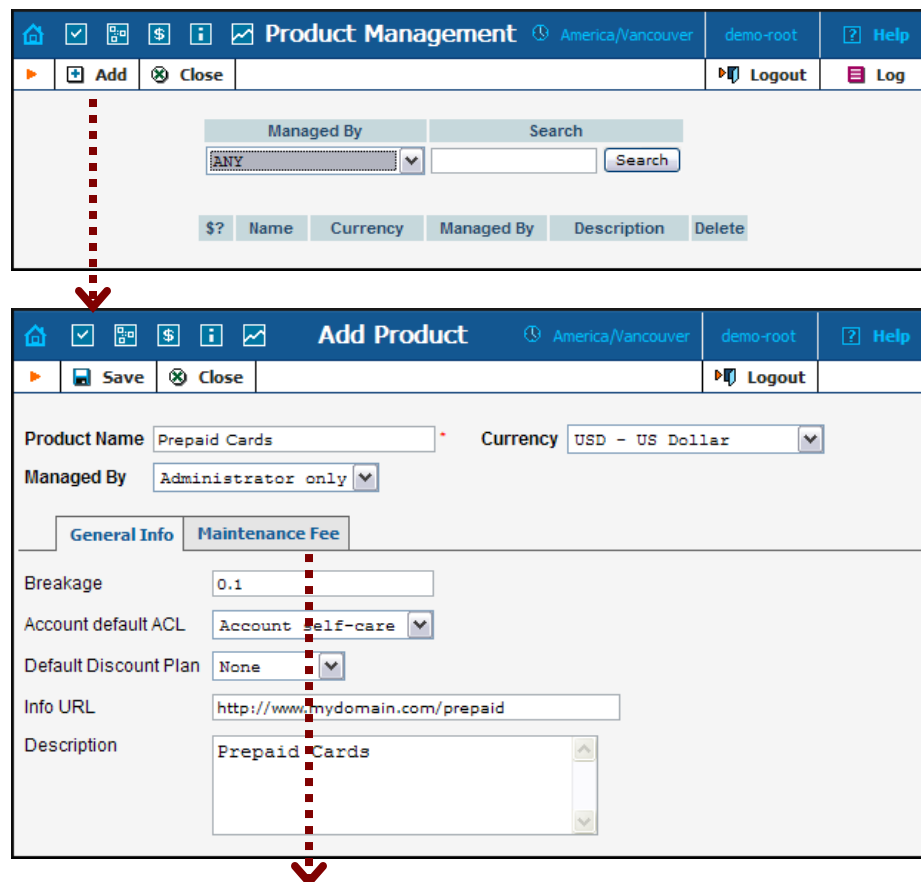 Product Management America/Vancouver demo-root ? Help
Add Close Logout Log
Managed By Search
ANY Search
$? Name Currency Managed By Description Delete
Add Product America/Vancouver demo-root ? Help
Save Close Logout
Product Name Prepaid Cards * Currency USD - US Dollar
Managed By Administrator only
General Info Maintenance Fee
Breakage 0.1
Account default ACL Account self-care
Default Discount Plan None
Info URL http://www.mydomain.com/prepaid
Description Prepaid Cards